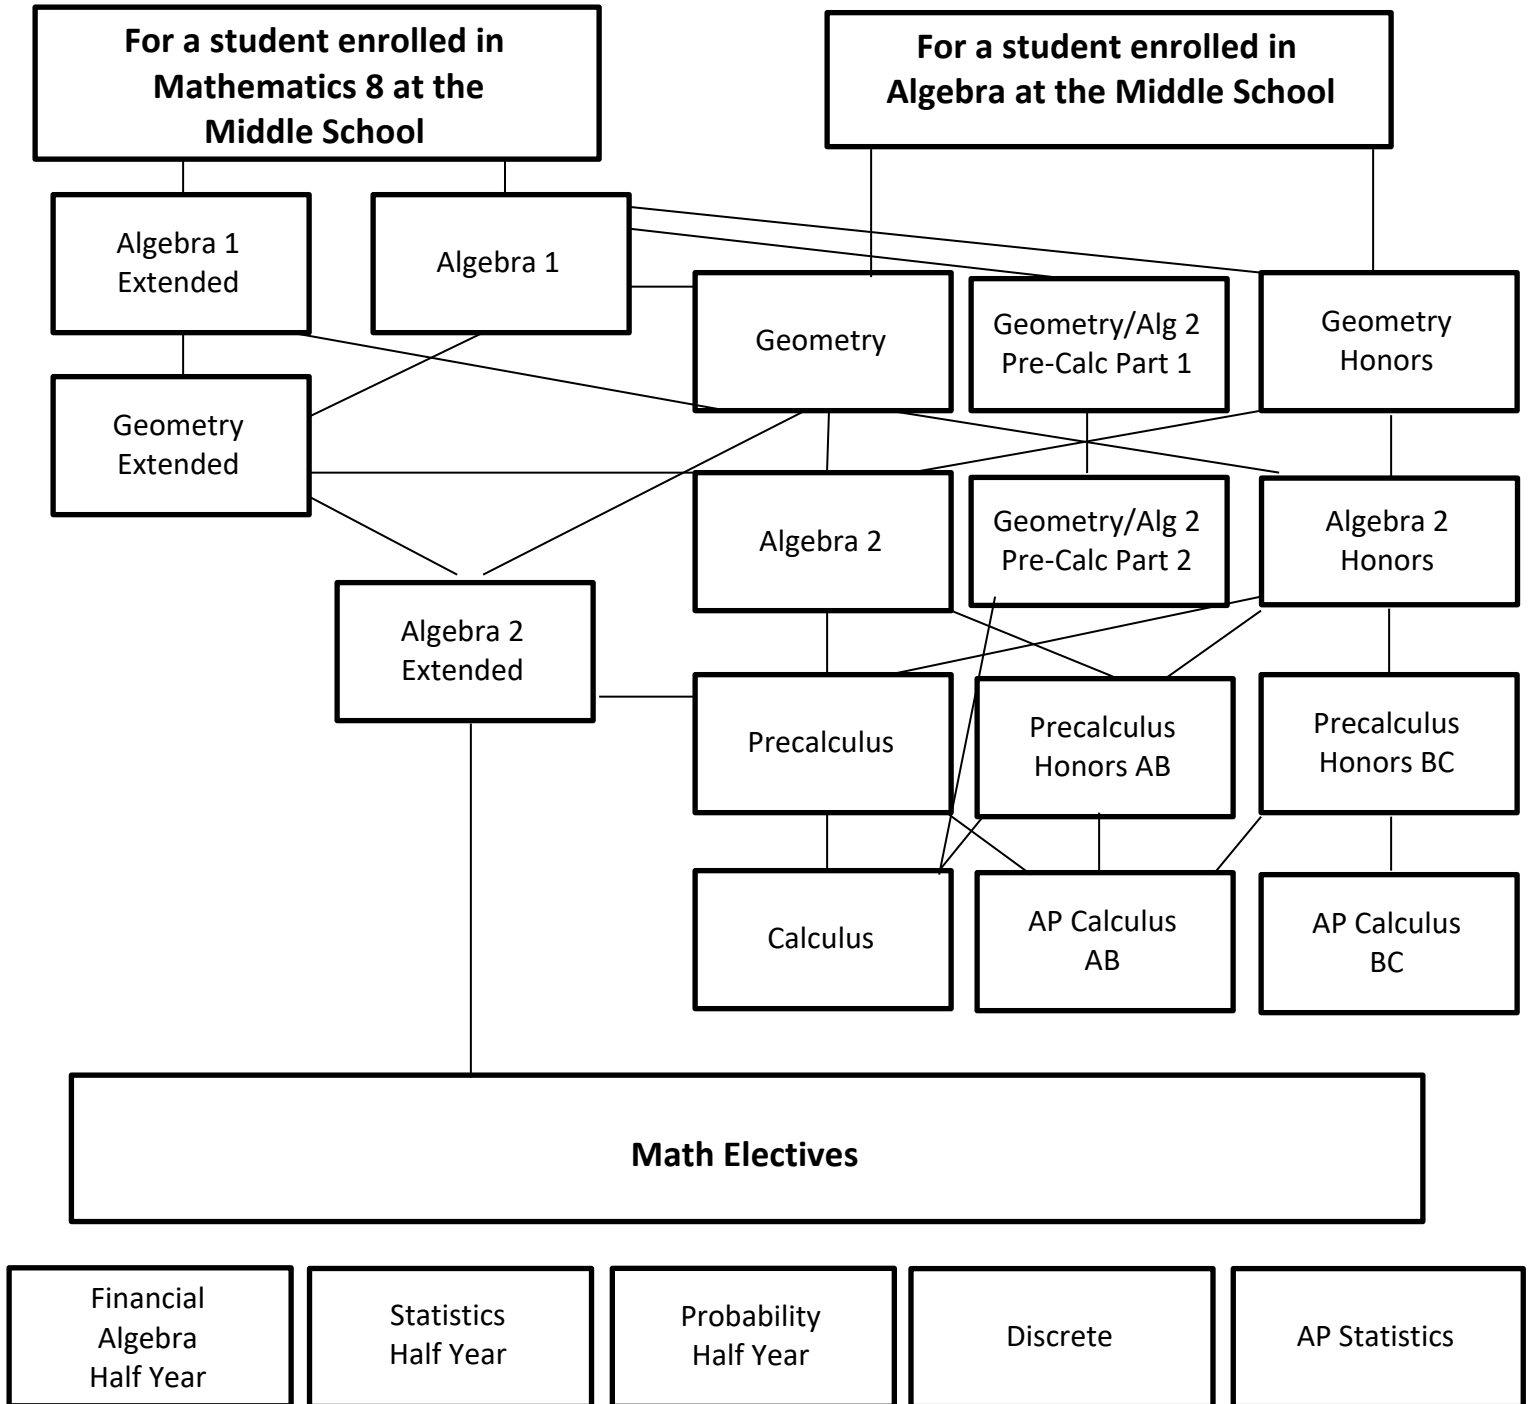 For a student enrolled in
Mathematics 8 at the
Middle School
For a student enrolled in
Algebra at the Middle School
Algebra 1
Extended
Algebra 1
Geometry
Geometry/Alg 2
Pre-Calc Part 1
Geometry
Honors
Geometry
Extended
Algebra 2
Geometry/Alg 2
Pre-Calc Part 2
Algebra 2
Honors
Algebra 2
Extended
Precalculus
Precalculus
Honors AB
Precalculus
Honors BC
Calculus
AP Calculus
AB
AP Calculus
BC
Math Electives
Financial
Algebra
Half Year
Statistics
Half Year
Probability
Half Year
Discrete
AP Statistics